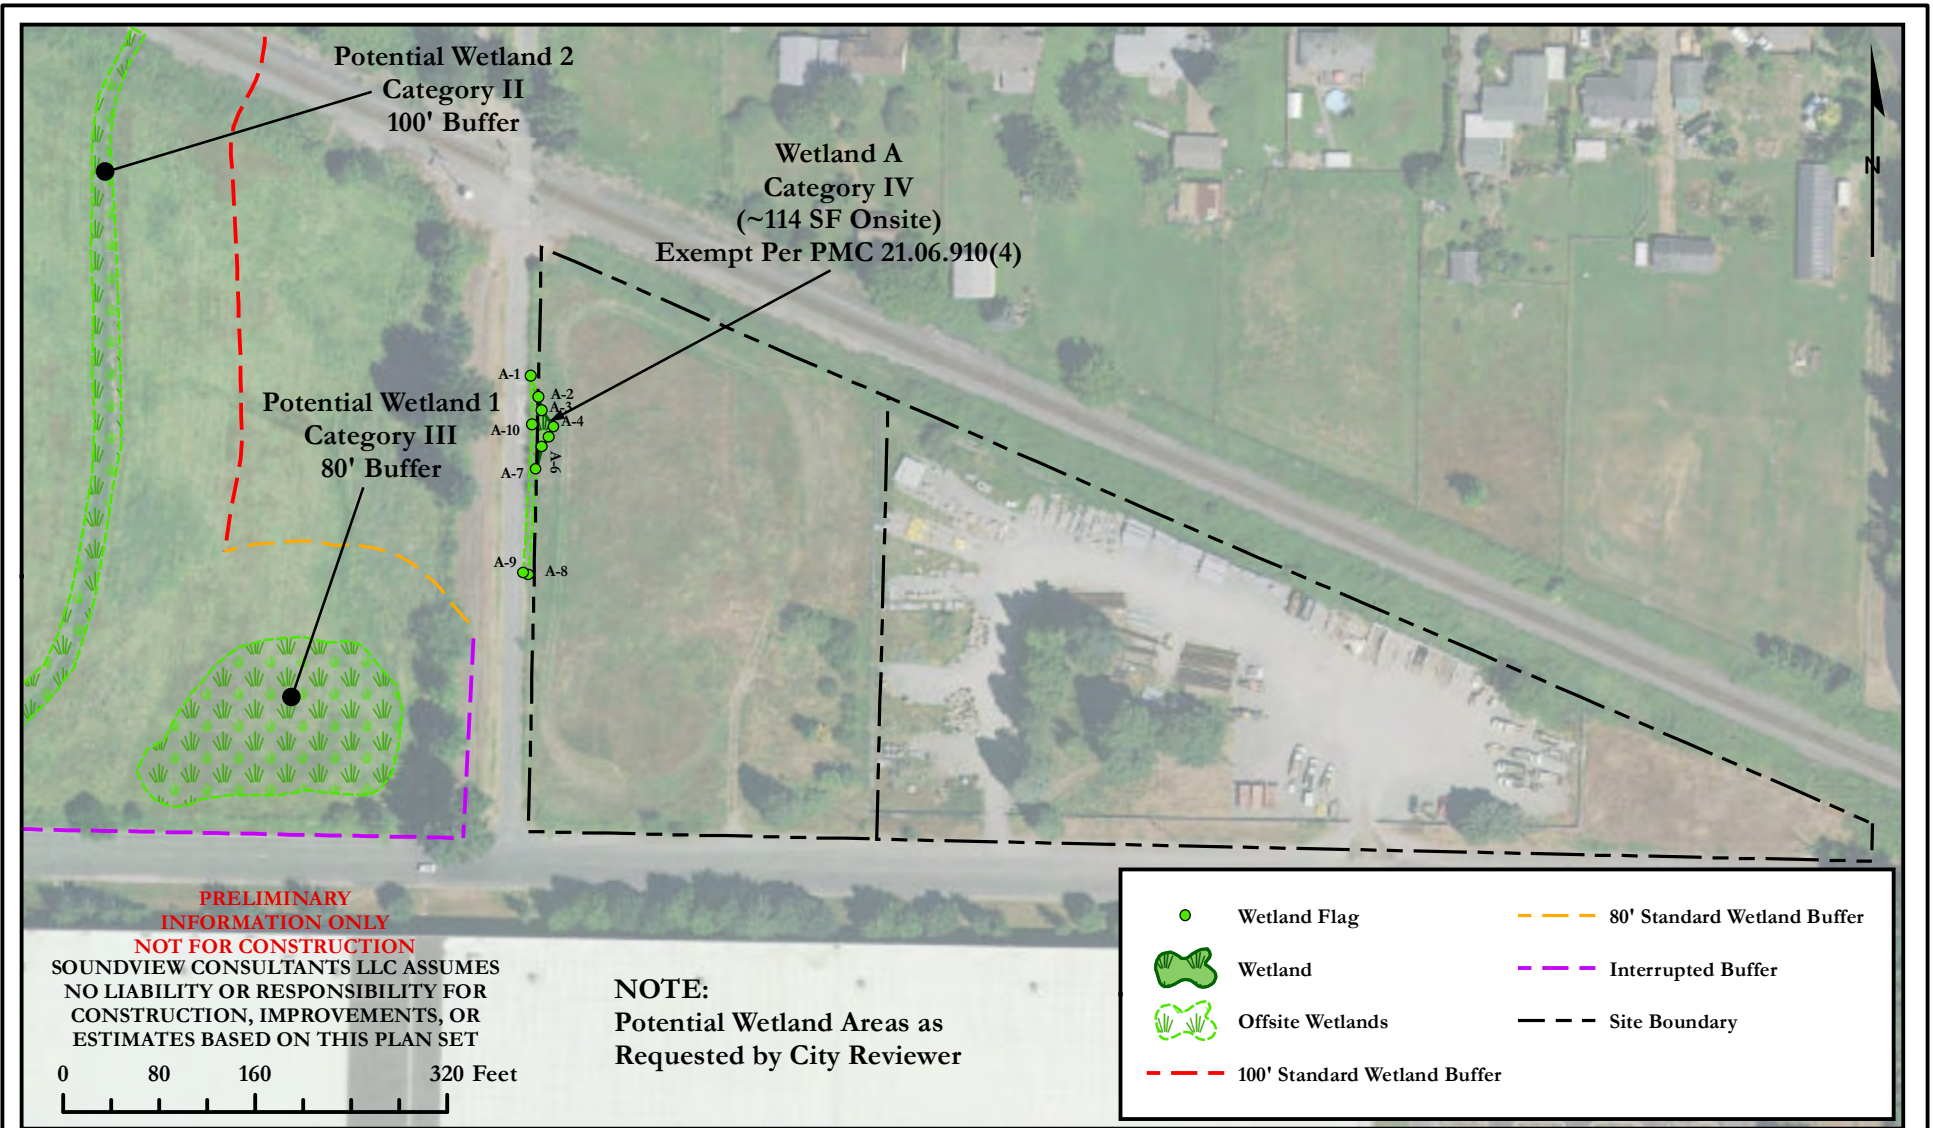 Potential Wetland 2
Category II
100' Buffer
Wetland A
Category IV
(~114 SF Onsite)
Exempt Per PMC 21.06.910(4)
N
A-1
A-2
A-3
A-4
A-10
A-6
A-7
A-9
A-8
Potential Wetland 1
Category III
80' Buffer
PRELIMINARY
INFORMATION ONLY
NOT FOR CONSTRUCTION
SOUNDVIEW CONSULTANTS LLC ASSUMES
NO LIABILITY OR RESPONSIBILITY FOR
CONSTRUCTION, IMPROVEMENTS, OR
ESTIMATES BASED ON THIS PLAN SET
0 80 160 320 Feet
NOTE:
Potential Wetland Areas as
Requested by City Reviewer
Wetland Flag
Wetland
Offsite Wetlands
100' Standard Wetland Buffer
80' Standard Wetland Buffer
Interrupted Buffer
Site Boundary